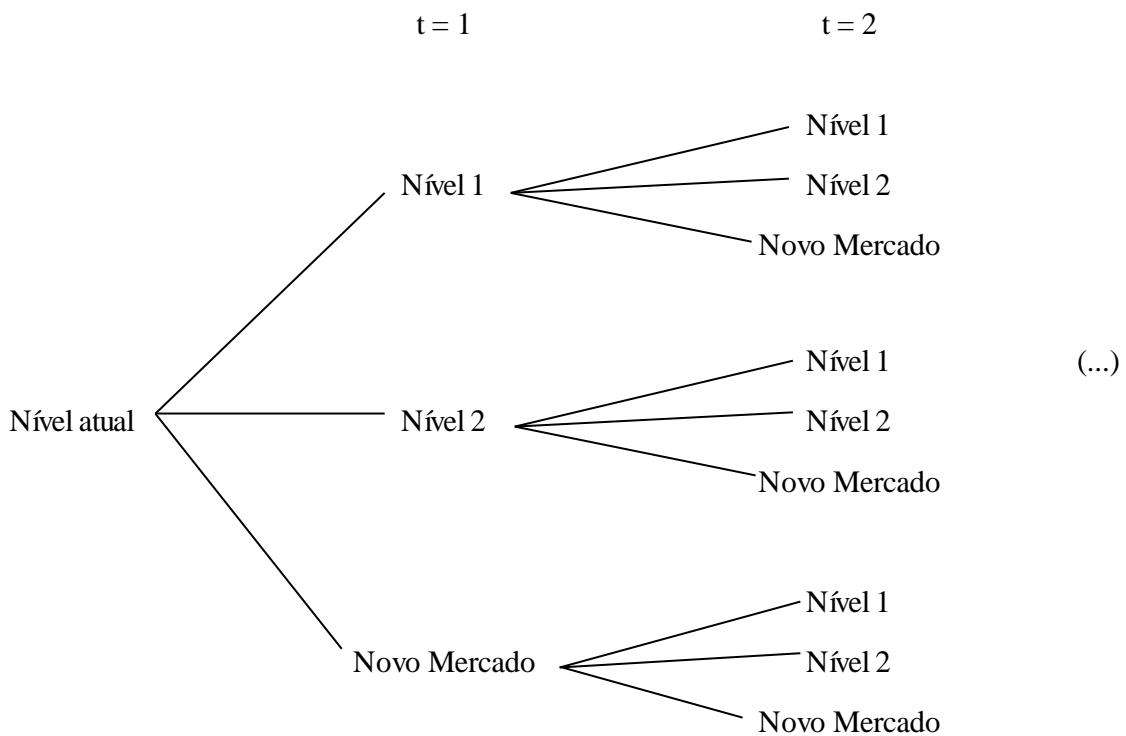 t = 1
t = 2
Nível 1
Nível 1
Nível 2
Novo Mercado
Nível atual
Nível 2
Nível 1
Nível 2
Novo Mercado
(...)
Novo Mercado
Nível 1
Nível 2
Novo Mercado